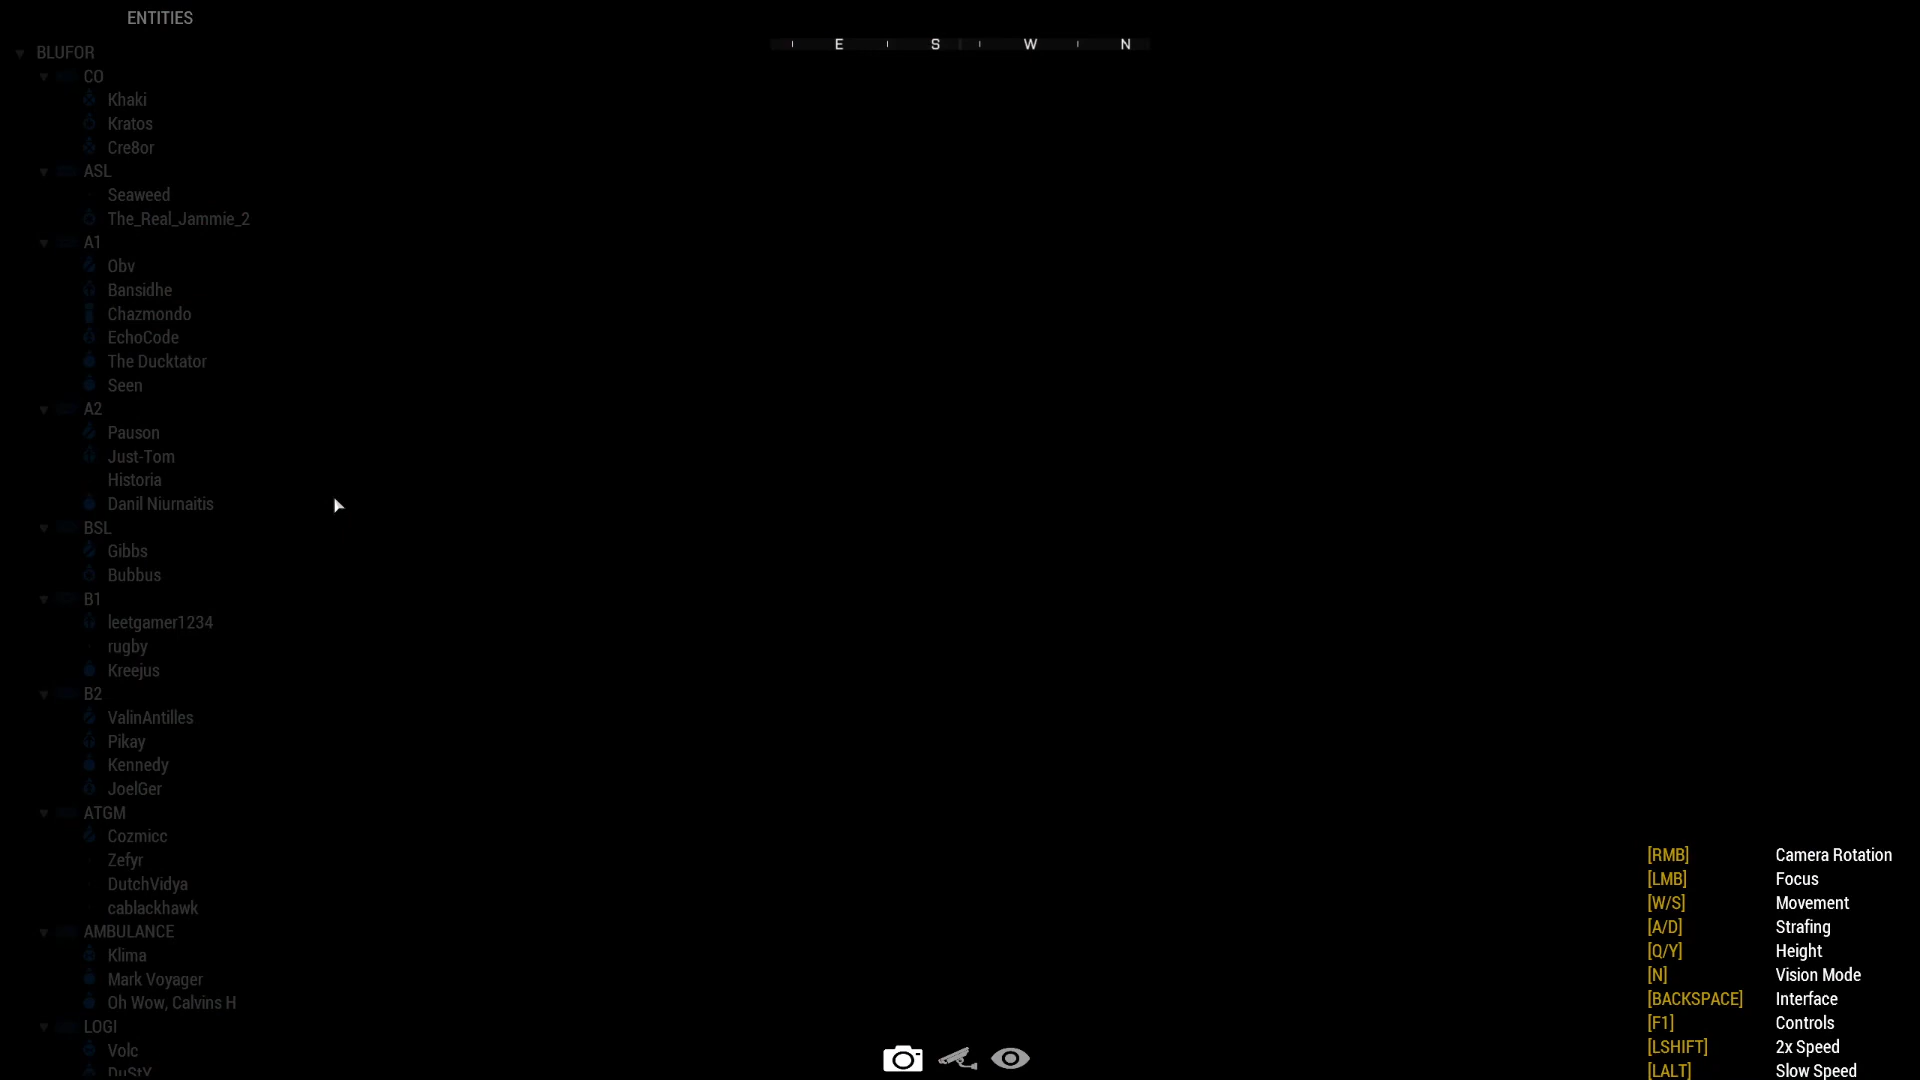 ENTITIES
E S W N
BLUFOR
CO
Khaki
Kratos
Cre8or
ASL
Seaweed
The_Real_Jammie_2
A1
Obv
Bansidhe
Chazmondo
EchoCode
The Ducktator
Seen
A2
Pauson
Just-Tom
Historia
Danil Niurnaitis
BSL
Gibbs
Bubbus
B1
leetgamer1234
rugby
Kreejus
B2
ValinAntilles
Pikay
Kennedy
JoelGer
ATGM
Cozmicc
Zefyr
DutchVidya
cablackhawk
AMBULANCE
Klima
Mark Voyager
Oh Wow, Calvins H
LOGI
Volc
DuStY
[RMB] Camera Rotation
[LMB] Focus
[W/S] Movement
[A/D] Strafing
[Q/Y] Height
[N] Vision Mode
[BACKSPACE] Interface
[F1] Controls
[LSHIFT] 2x Speed
[LALT] Slow Speed